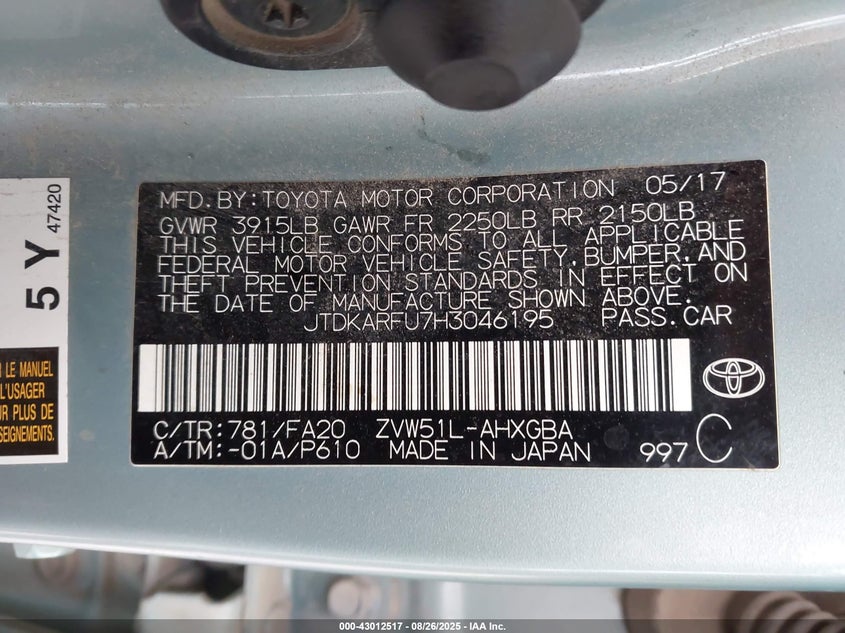 MFD.BY:TOYOTA MOTOR CORPORATION 05/17
GVWR 3915LB GAWR FR 2250LB RR 2150LB
THIS VEHICLE CONFORMS TO ALL APPLICABLE
FEDERAL MOTOR VEHICLE SAFETY,BUMPER,AND
THEFT PREVENTION STANDARDS IN EFFECT ON
THE DATE OF MANUFACTURE SHOWN ABOVE.
JTDKARFU7H3046195 PASS.CAR
C/TR:781/FA20 ZVW51L-AHXGBA
A/TM:-01A/P610 MADE IN JAPAN 997 C
5 Y
47420
LE MANUEL
L'USAGER
PLUS DE
SEIGNEMENTS.
000-43012517 - 08/26/2025 - IAA Inc.